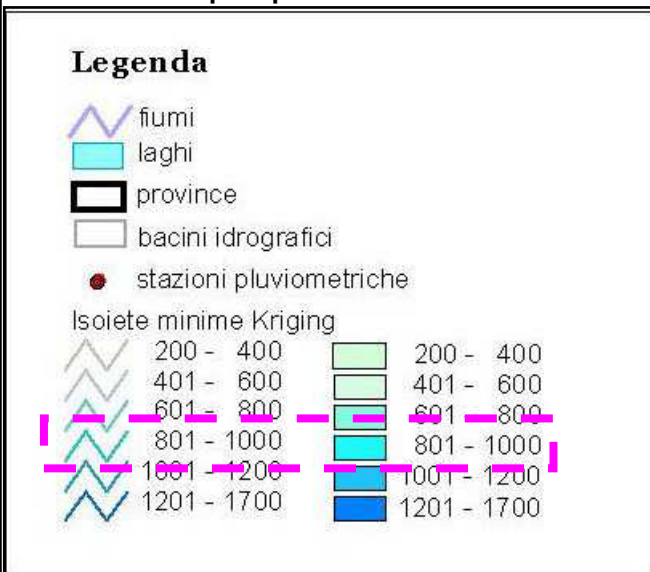 Legenda
fiumi
laghi
province
bacini idrografici
stazioni pluviometriche
Isoiete minime Kriging
200 - 400 200 - 400
401 - 600 401 - 600
601 - 800 601 - 800
801 - 1000 801 - 1000
1001 - 1200 1001 - 1200
1201 - 1700 1201 - 1700